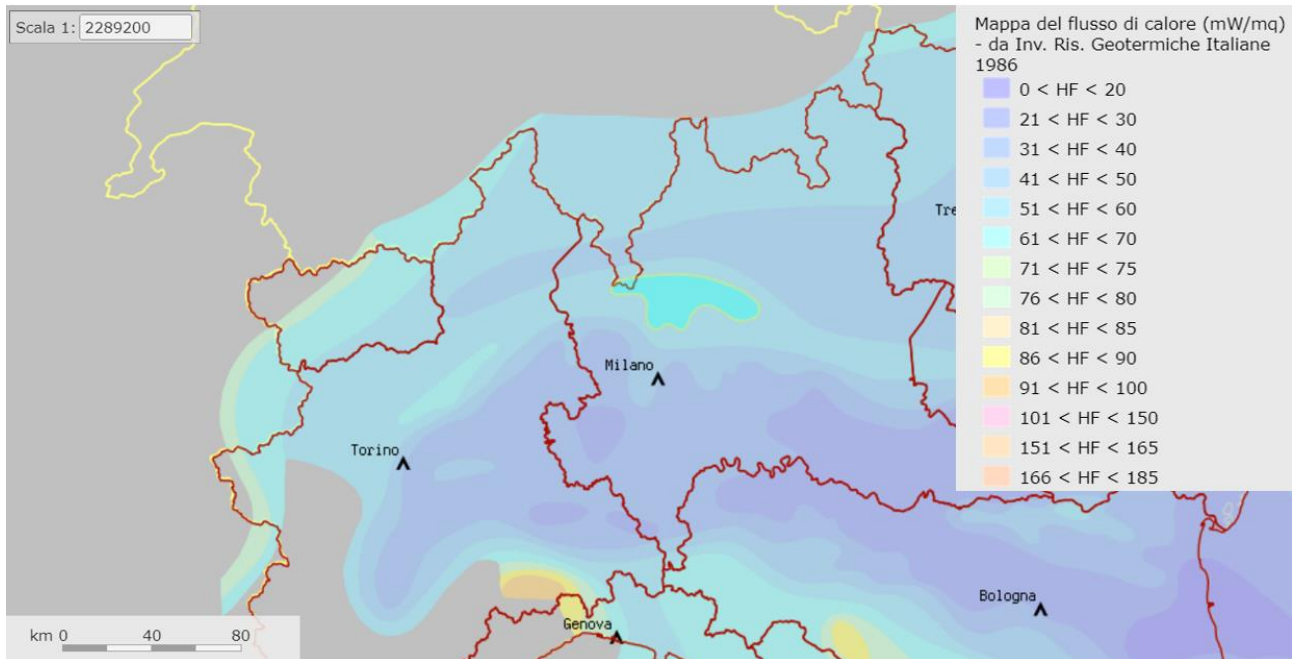 Scala 1: 2289200
Mappa del flusso di calore (mW/mq)
- da Inv. Ris. Geotermiche Italiane
1986
0 < HF < 20
21 < HF < 30
31 < HF < 40
41 < HF < 50
51 < HF < 60
61 < HF < 70
71 < HF < 75
76 < HF < 80
81 < HF < 85
86 < HF < 90
91 < HF < 100
101 < HF < 150
151 < HF < 165
166 < HF < 185
Tre
Milano
Torino
Bologna
Genova
km 0 40 80